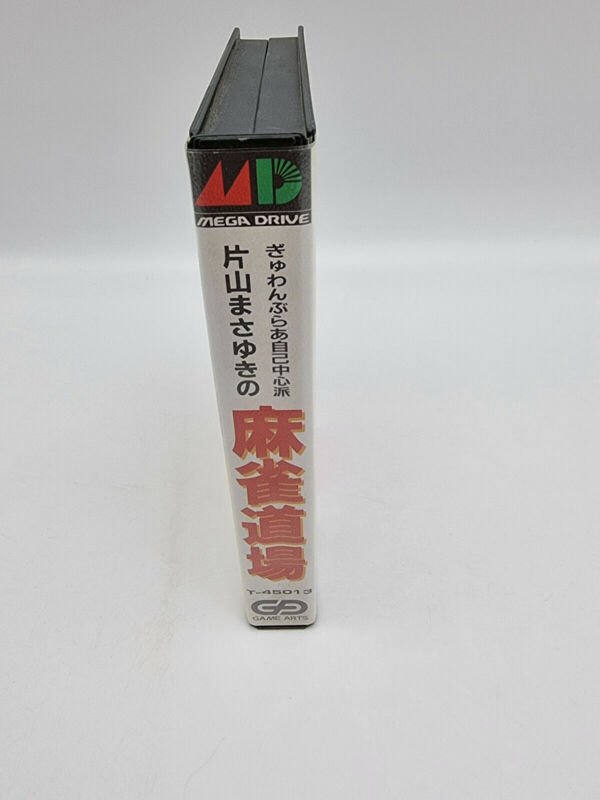 MD
MEGA DRIVE
ぎゅわんぶらあ自己中心派
片山まさゆきの
麻雀道場
T-45013
GAME ARTS